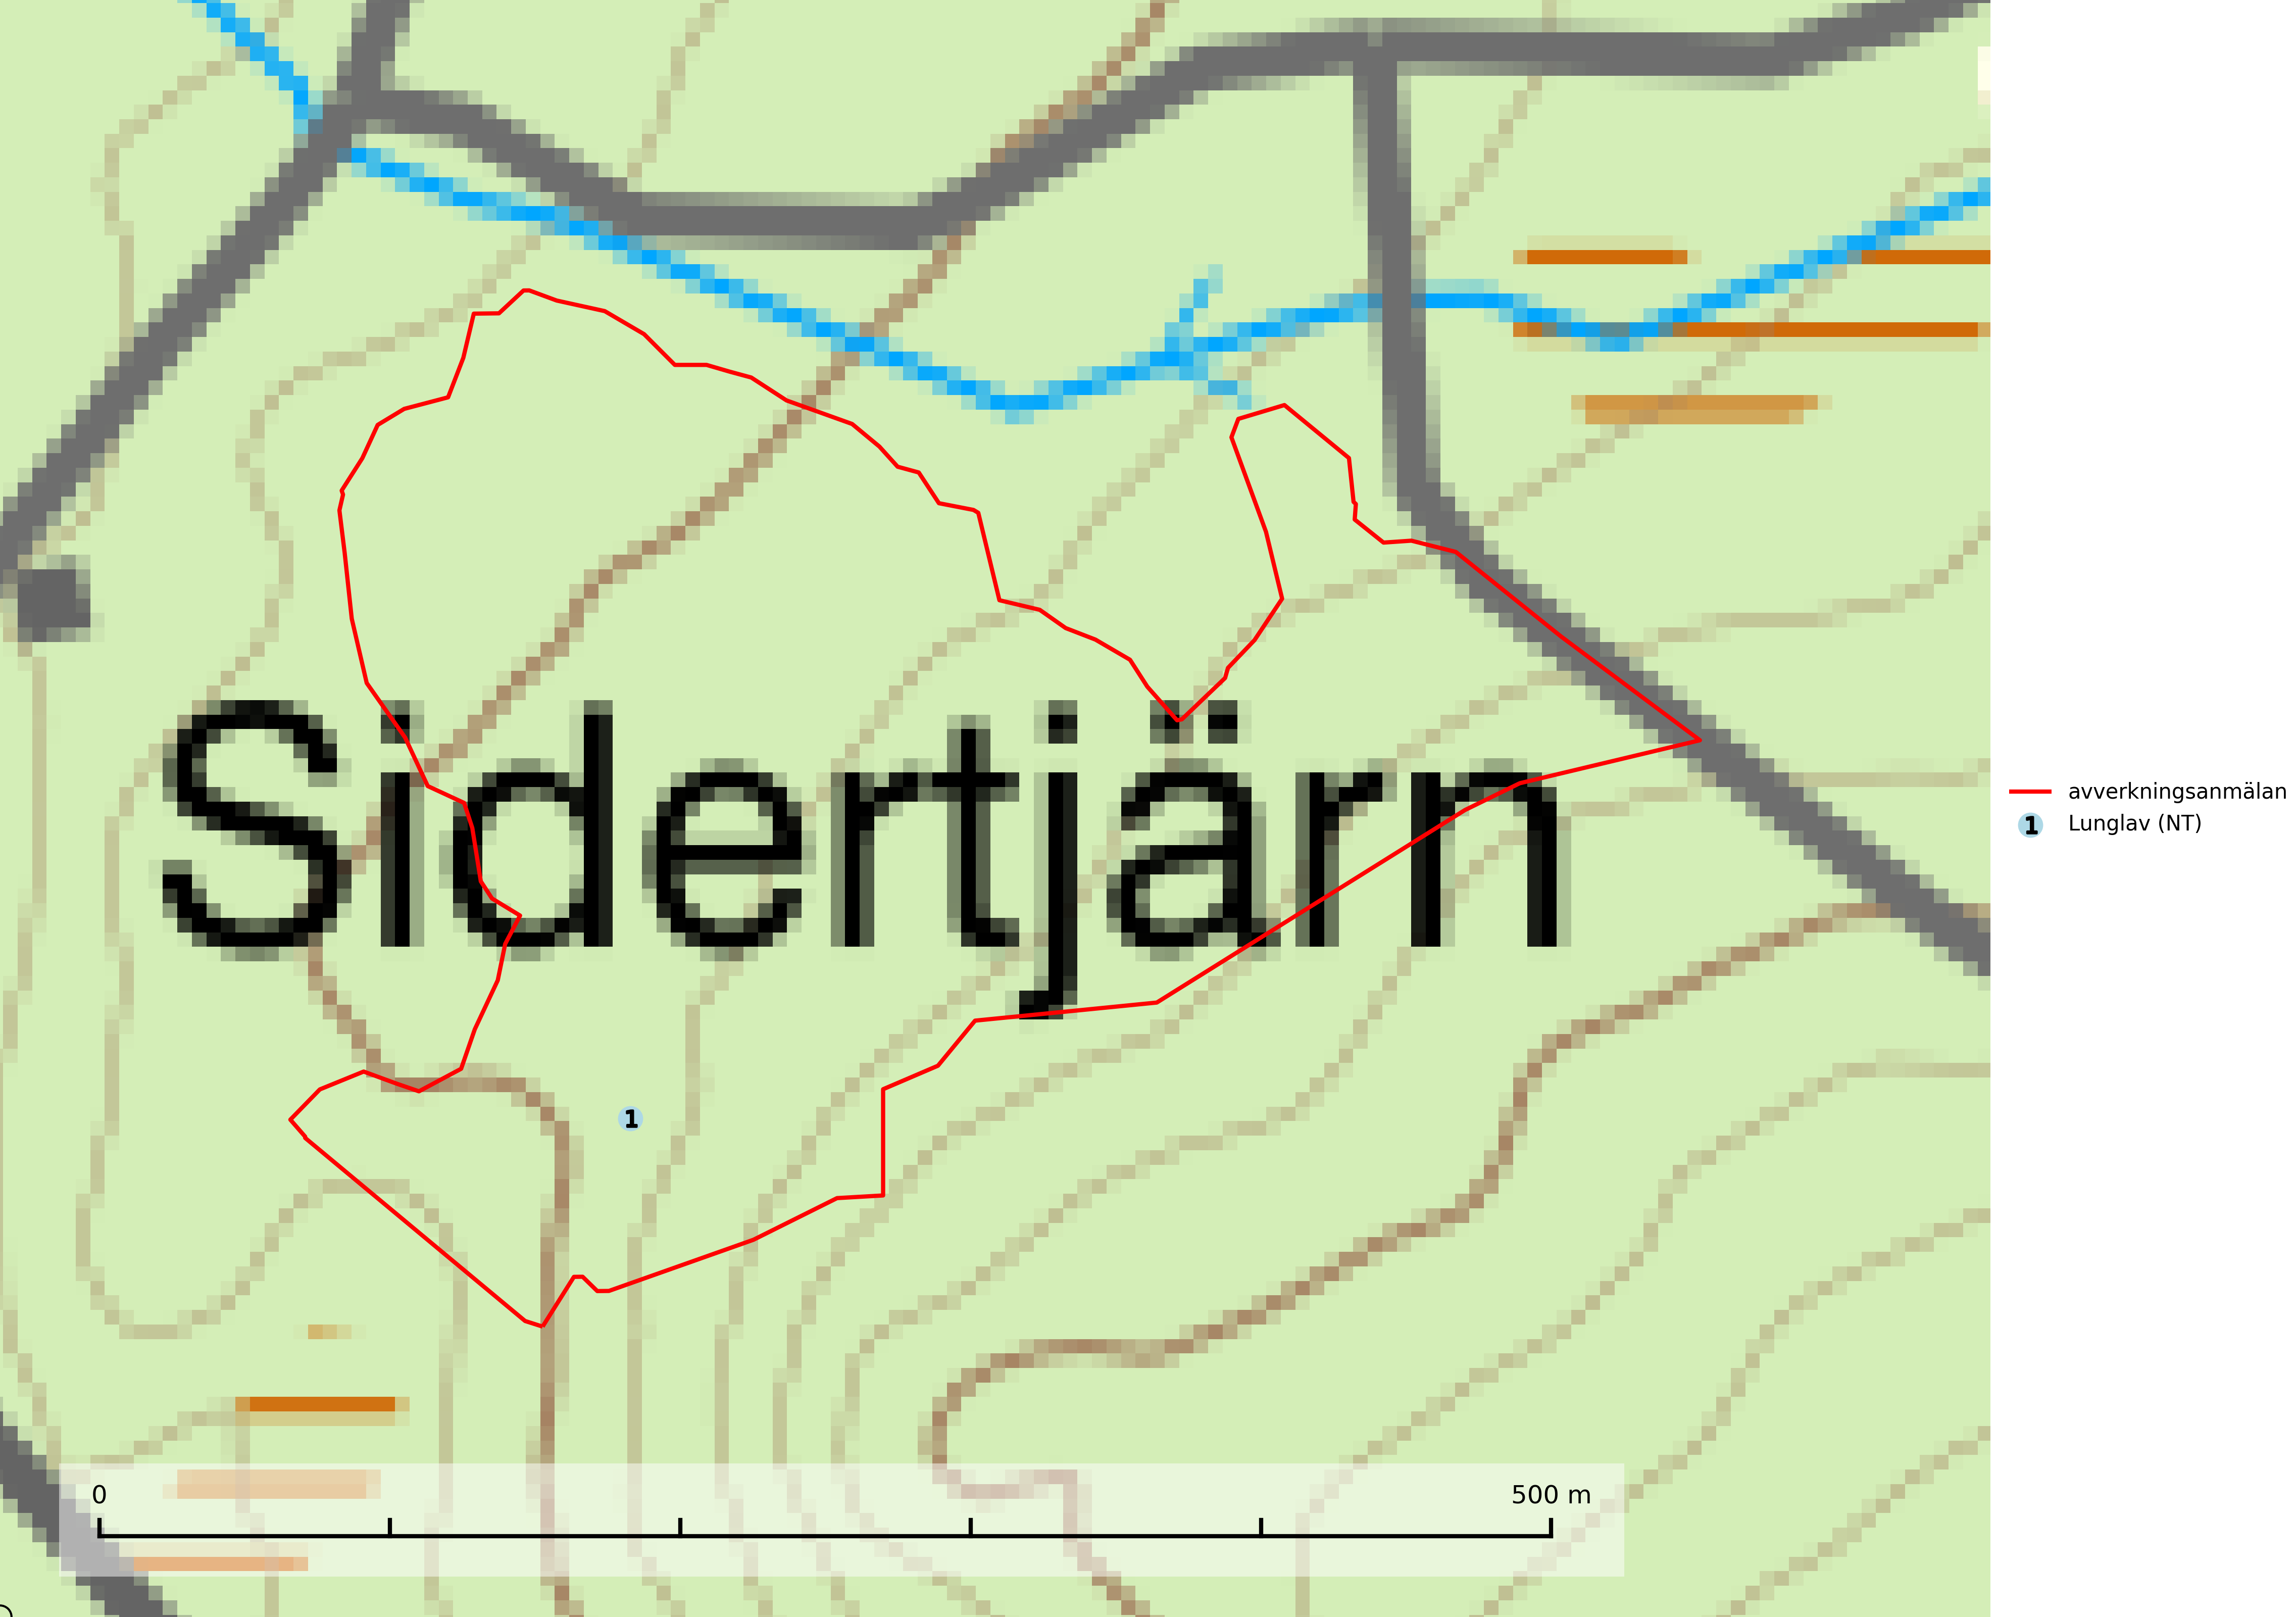 Sidertjärn
1
0
500 m
avverkningsanmälan
1
Lunglav (NT)